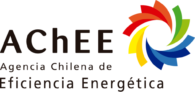 AChEE
Agencia Chilena de
Eficiencia Energética